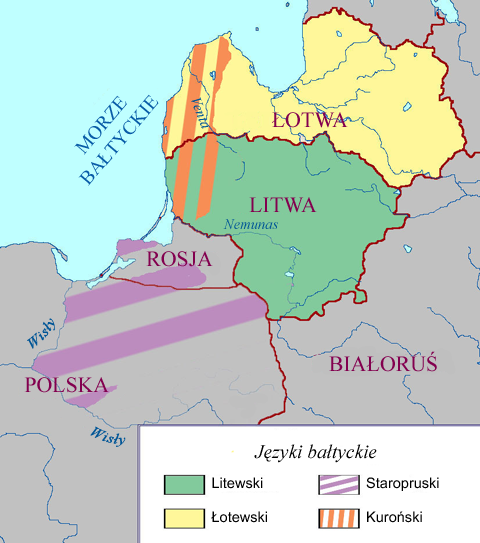 MORZE
BAŁTYCKIE
Venta
ŁOTWA
LITWA
Nemunas
ROSJA
Wisły
POLSKA
BIAŁORUŚ
Wisły
Języki bałtyckie
Litewski
Staropruski
Łotewski
Kuroński